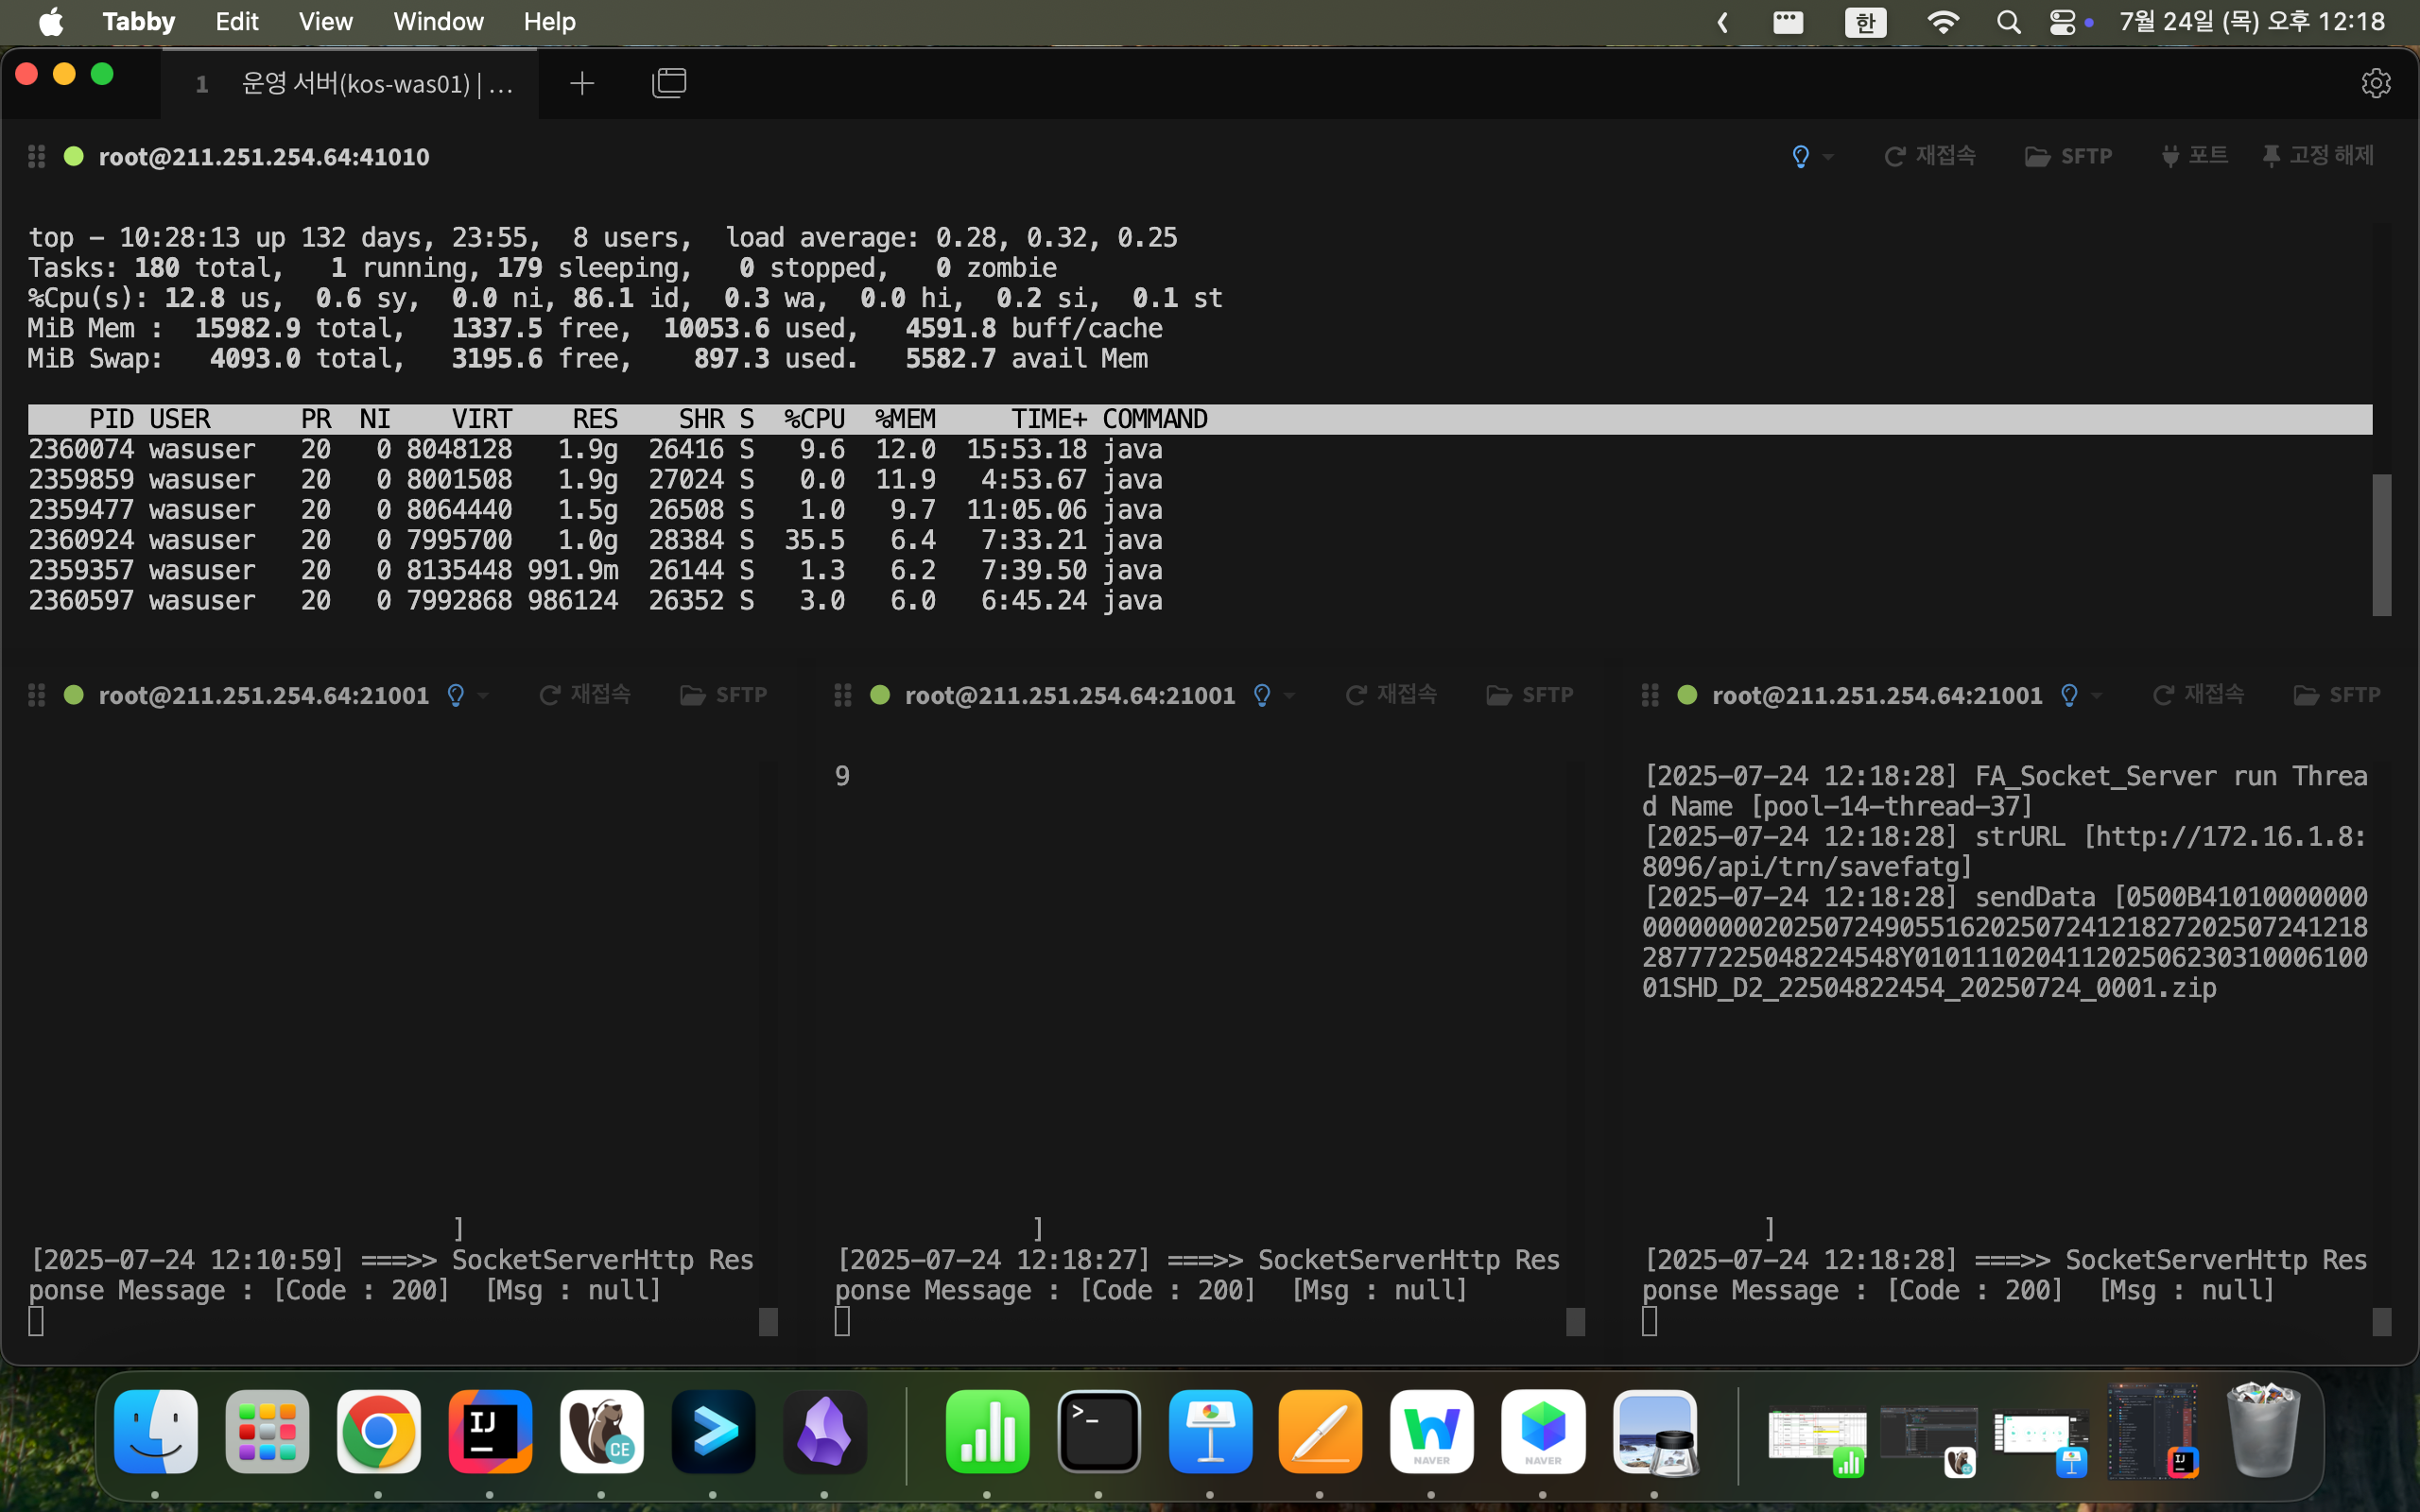 Tabby Edit View Window Help 한 7월 24일 (목) 오후 12:18
1 운영 서버(kos-was01) | ...
root@211.251.254.64:41010 재접속 SFTP 포트 고정 해제
top - 10:28:13 up 132 days, 23:55, 8 users, load average: 0.28, 0.32, 0.25
Tasks: 180 total, 1 running, 179 sleeping, 0 stopped, 0 zombie
%Cpu(s): 12.8 us, 0.6 sy, 0.0 ni, 86.1 id, 0.3 wa, 0.0 hi, 0.2 si, 0.1 st
MiB Mem : 15982.9 total, 1337.5 free, 10053.6 used, 4591.8 buff/cache
MiB Swap: 4093.0 total, 3195.6 free, 897.3 used. 5582.7 avail Mem
PID USER PR NI VIRT RES SHR S %CPU %MEM TIME+ COMMAND
2360074 wasuser 20 0 8048128 1.9g 26416 S 9.6 12.0 15:53.18 java
2359859 wasuser 20 0 8001508 1.9g 27024 S 0.0 11.9 4:53.67 java
2359477 wasuser 20 0 8064440 1.5g 26508 S 1.0 9.7 11:05.06 java
2360924 wasuser 20 0 7995700 1.0g 28384 S 35.5 6.4 7:33.21 java
2359357 wasuser 20 0 8135448 991.9m 26144 S 1.3 6.2 7:39.50 java
2360597 wasuser 20 0 7992868 986124 26352 S 3.0 6.0 6:45.24 java
root@211.251.254.64:21001 재접속 SFTP
]
[2025-07-24 12:10:59] ===>> SocketServerHttp Res
ponse Message : [Code : 200] [Msg : null]
root@211.251.254.64:21001 재접속 SFTP
9
]
[2025-07-24 12:18:27] ===>> SocketServerHttp Res
ponse Message : [Code : 200] [Msg : null]
root@211.251.254.64:21001 재접속 SFTP
[2025-07-24 12:18:28] FA_Socket_Server run Threa
d Name [pool-14-thread-37]
[2025-07-24 12:18:28] strURL [http://172.16.1.8:
8096/api/trn/savefatg]
[2025-07-24 12:18:28] sendData [0500B41010000000
000000002025072490551620250724121827202507241218
287772250482245 48Y0101110204112025062303100061 00
01SHD_D2_22504822454_20250724_0001.zip
]
[2025-07-24 12:18:28] ===>> SocketServerHttp Res
ponse Message : [Code : 200] [Msg : null]
IJ
CE
NAVER
NAVER